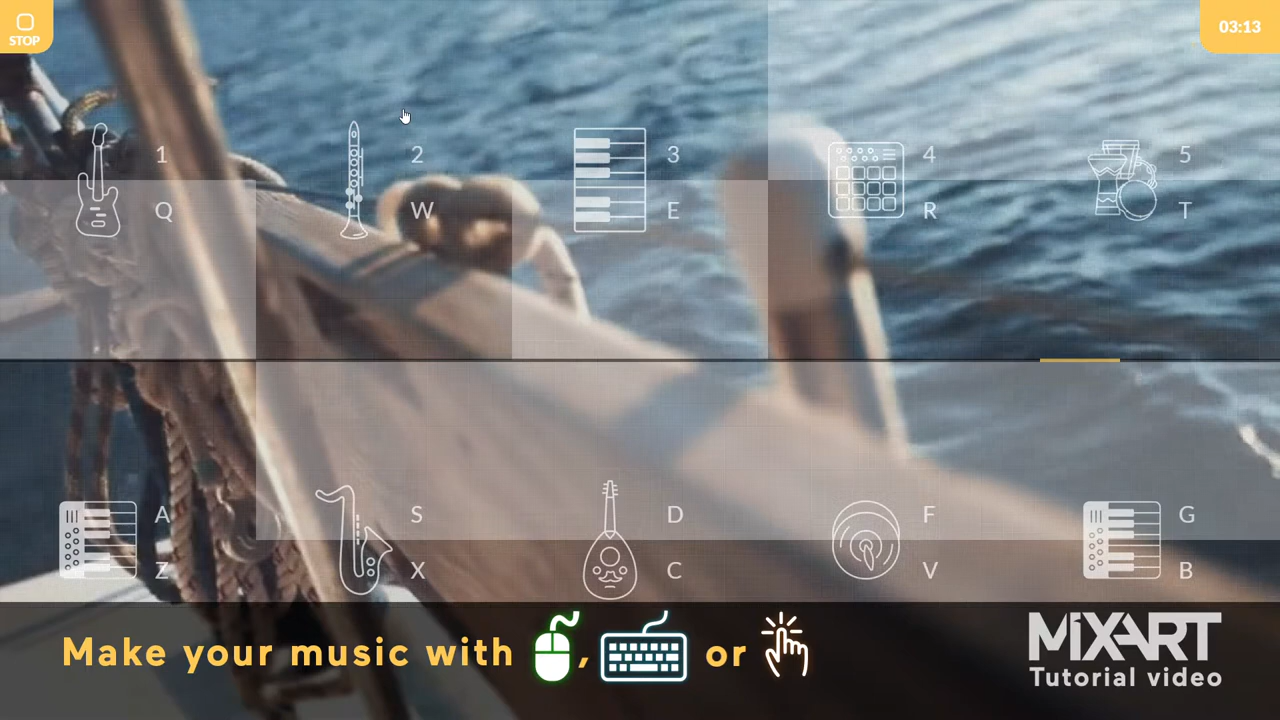 STOP
03:13
1
2
3
4
5
Q
W
E
R
T
A
S
D
F
G
Z
X
C
V
B
Make your music with , or
MiXART
Tutorial video